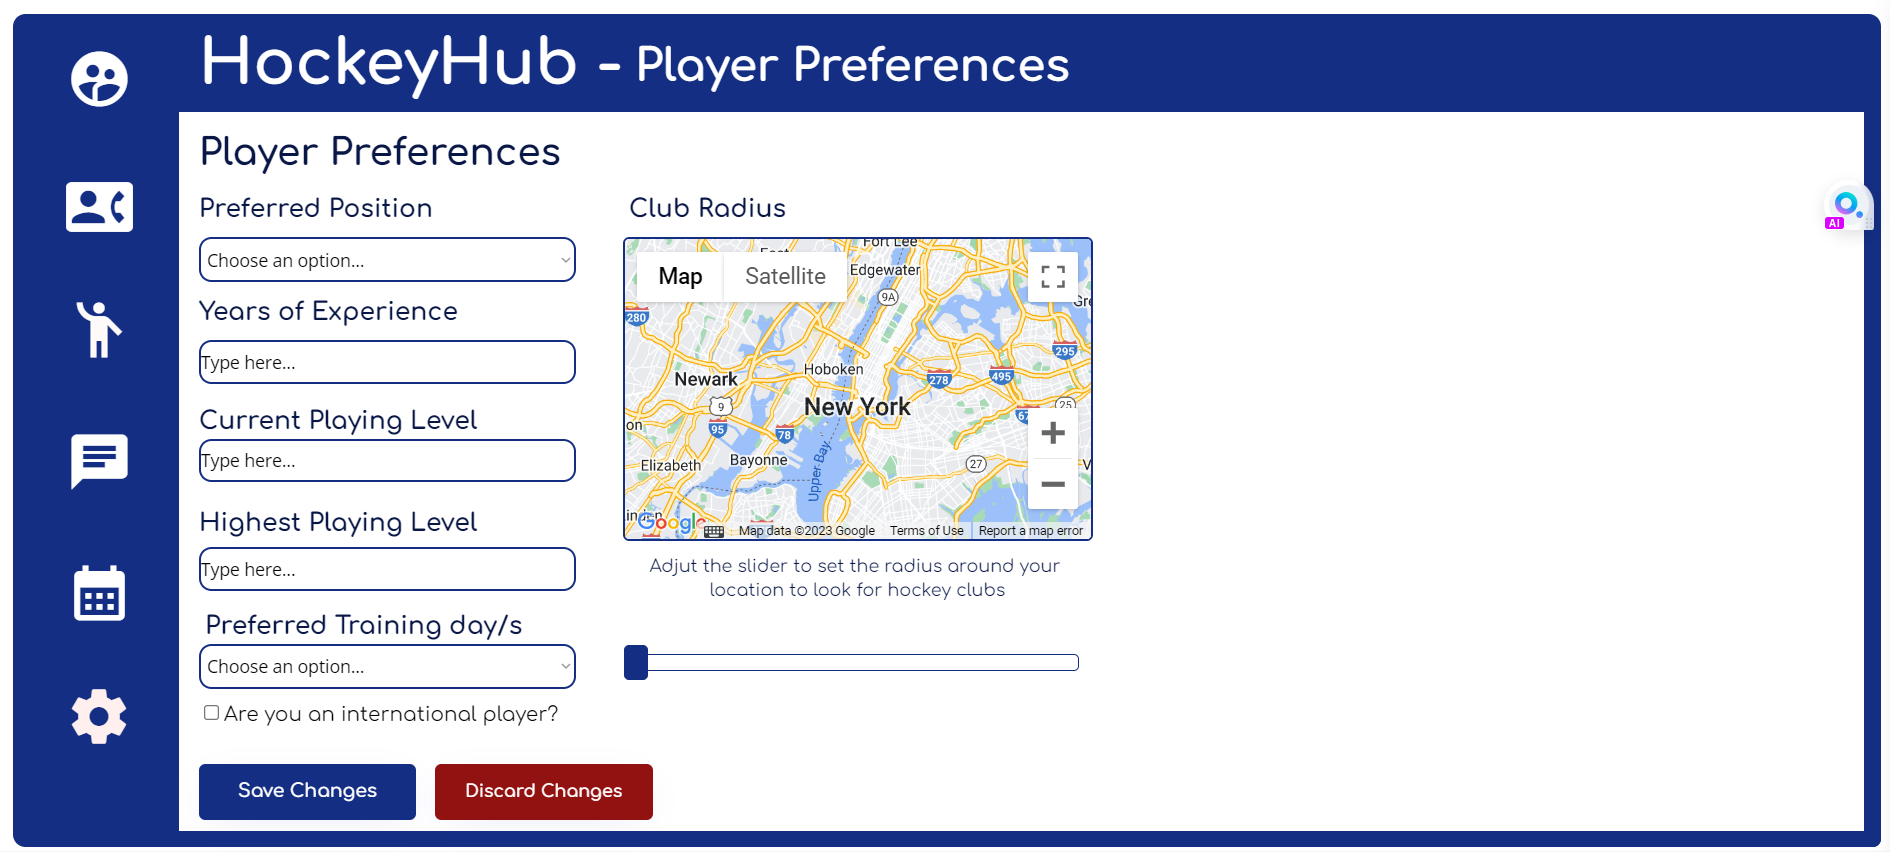 HockeyHub - Player Preferences
Player Preferences
Preferred Position
Choose an option...
Years of Experience
Type here...
Current Playing Level
Type here...
Highest Playing Level
Type here...
Preferred Training day/s
Choose an option...
Are you an international player?
Save Changes
Discard Changes
Club Radius
Map
Satellite
Fort Lee
Edgewater
9A
280
295
Hoboken
Newark
278
495
9
New York
25
95
78
Bayonne
Elizabeth
27
Upper Bay
Google
Map data ©2023 Google
Terms of Use
Report a map error
Adjut the slider to set the radius around your
location to look for hockey clubs
AI